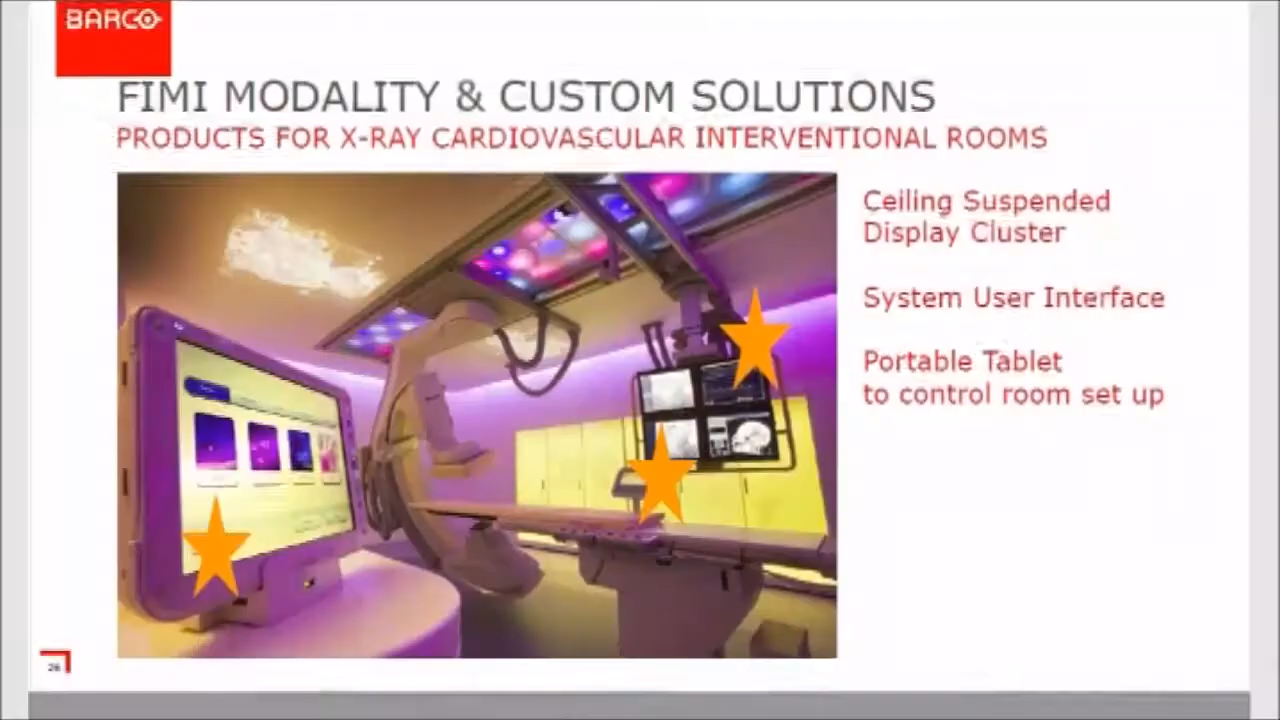 BARCO
FIMI MODALITY & CUSTOM SOLUTIONS
PRODUCTS FOR X-RAY CARDIOVASCULAR INTERVENTIONAL ROOMS
Ceiling Suspended
Display Cluster
System User Interface
Portable Tablet
to control room set up